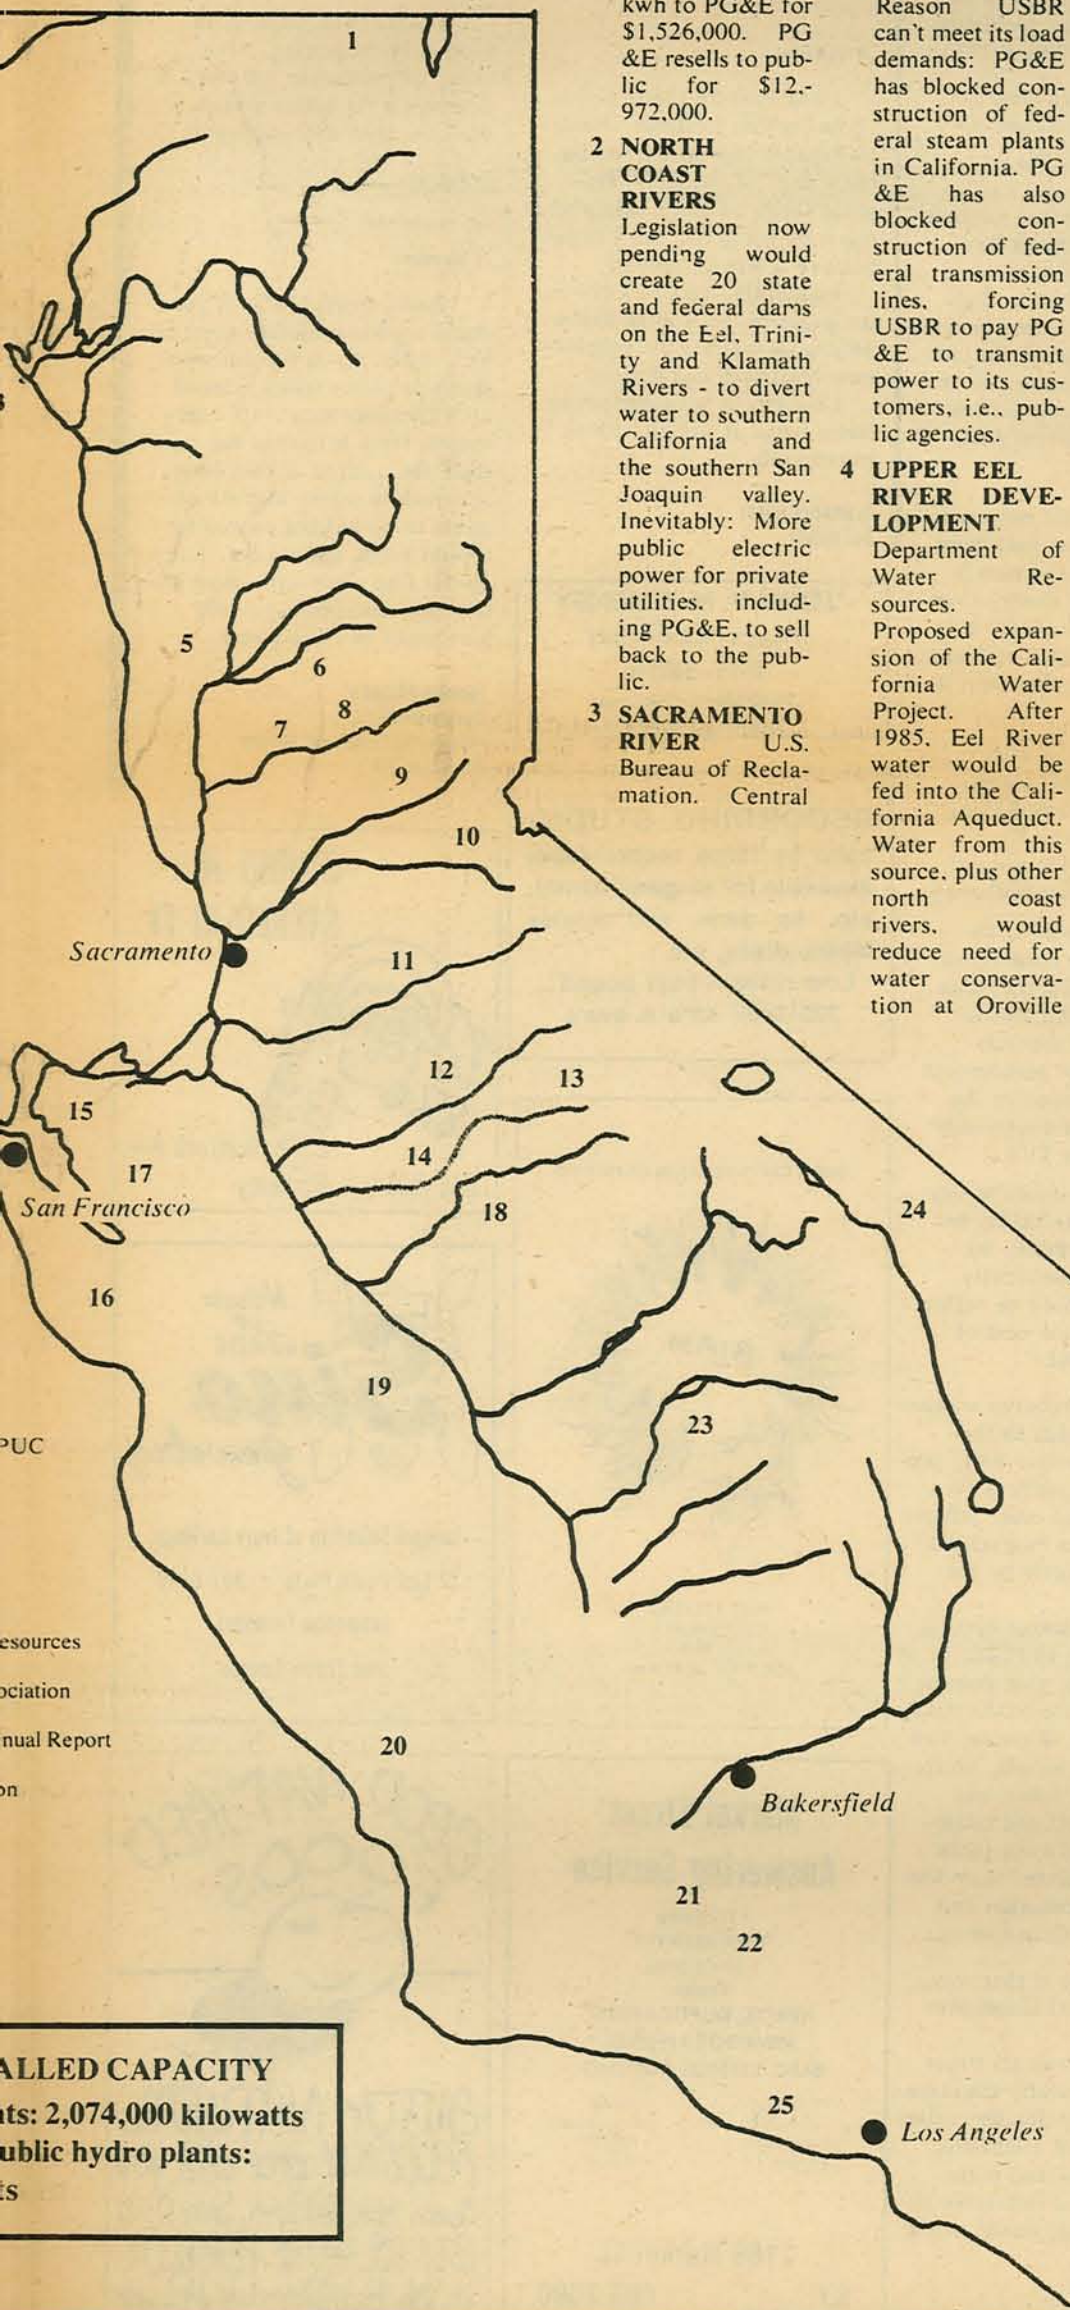 kwh to PG&E for
$1,526,000. PG
&E resells to pub-
lic for $12,-
972,000.
2 NORTH
COAST
RIVERS
Legislation now
pending would
create 20 state
and federal dams
on the Eel, Trini-
ty and Klamath
Rivers - to divert
water to southern
California and
the southern San
Joaquin valley.
Inevitably: More
public electric
power for private
utilities, includ-
ing PG&E, to sell
back to the pub-
lic.
3 SACRAMENTO
RIVER U.S.
Bureau of Recla-
mation. Central
Reason USBR
can't meet its load
demands: PG&E
has blocked con-
struction of fed-
eral steam plants
in California. PG
&E has also
blocked con-
struction of fed-
eral transmission
lines, forcing
USBR to pay PG
&E to transmit
power to its cus-
tomers, i.e., pub-
lic agencies.
4 UPPER EEL
RIVER DEVE-
LOPMENT
Department of
Water Re-
sources.
Proposed expan-
sion of the Cali-
fornia Water
Project. After
1985, Eel River
water would be
fed into the Cali-
fornia Aqueduct.
Water from this
source, plus other
north coast
rivers, would
reduce need for
water conserva-
tion at Oroville
1
5
6
7
8
9
10
Sacramento
11
12
13
14
15
17
San Francisco
18
24
16
19
23
PUC
esources
ociation
nual Report
on
20
Bakersfield
21
22
25
Los Angeles
ALLED CAPACITY
ts: 2,074,000 kilowatts
ublic hydro plants:
ts